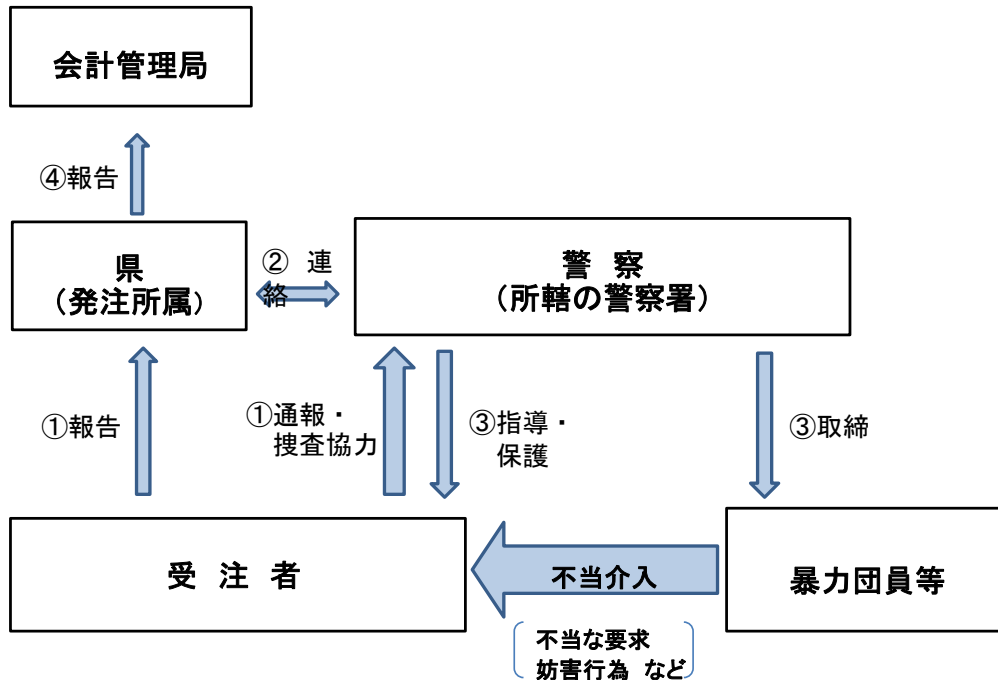 会計管理局
④報告
県
（発注所属）
② 連
絡
警 察
（所轄の警察署）
①報告
①通報・
捜査協力
③指導・
保護
③取締
受 注 者
不当介入
暴力団員等
不当な要求
妨害行為 など